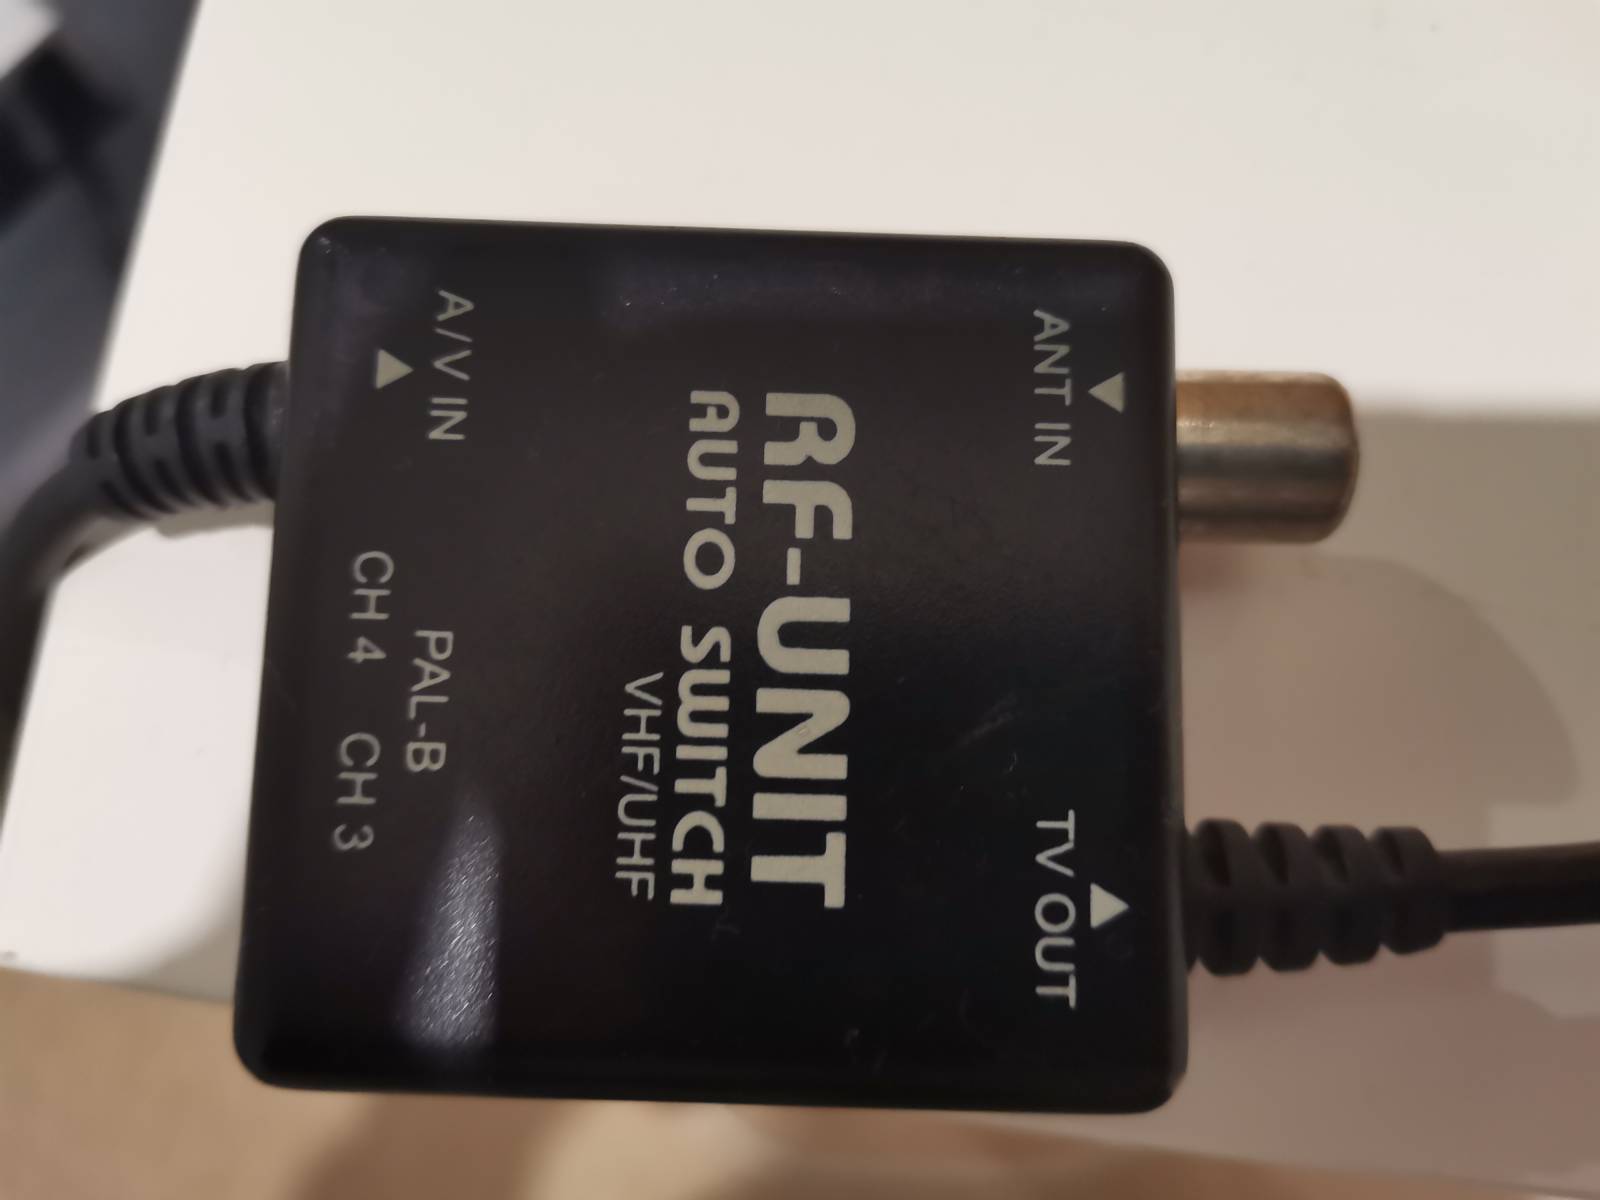 ANT IN
TV OUT
RF-UNIT
AUTO SWITCH
VHF/UHF
A/V IN
PAL-B
CH 4 CH 3